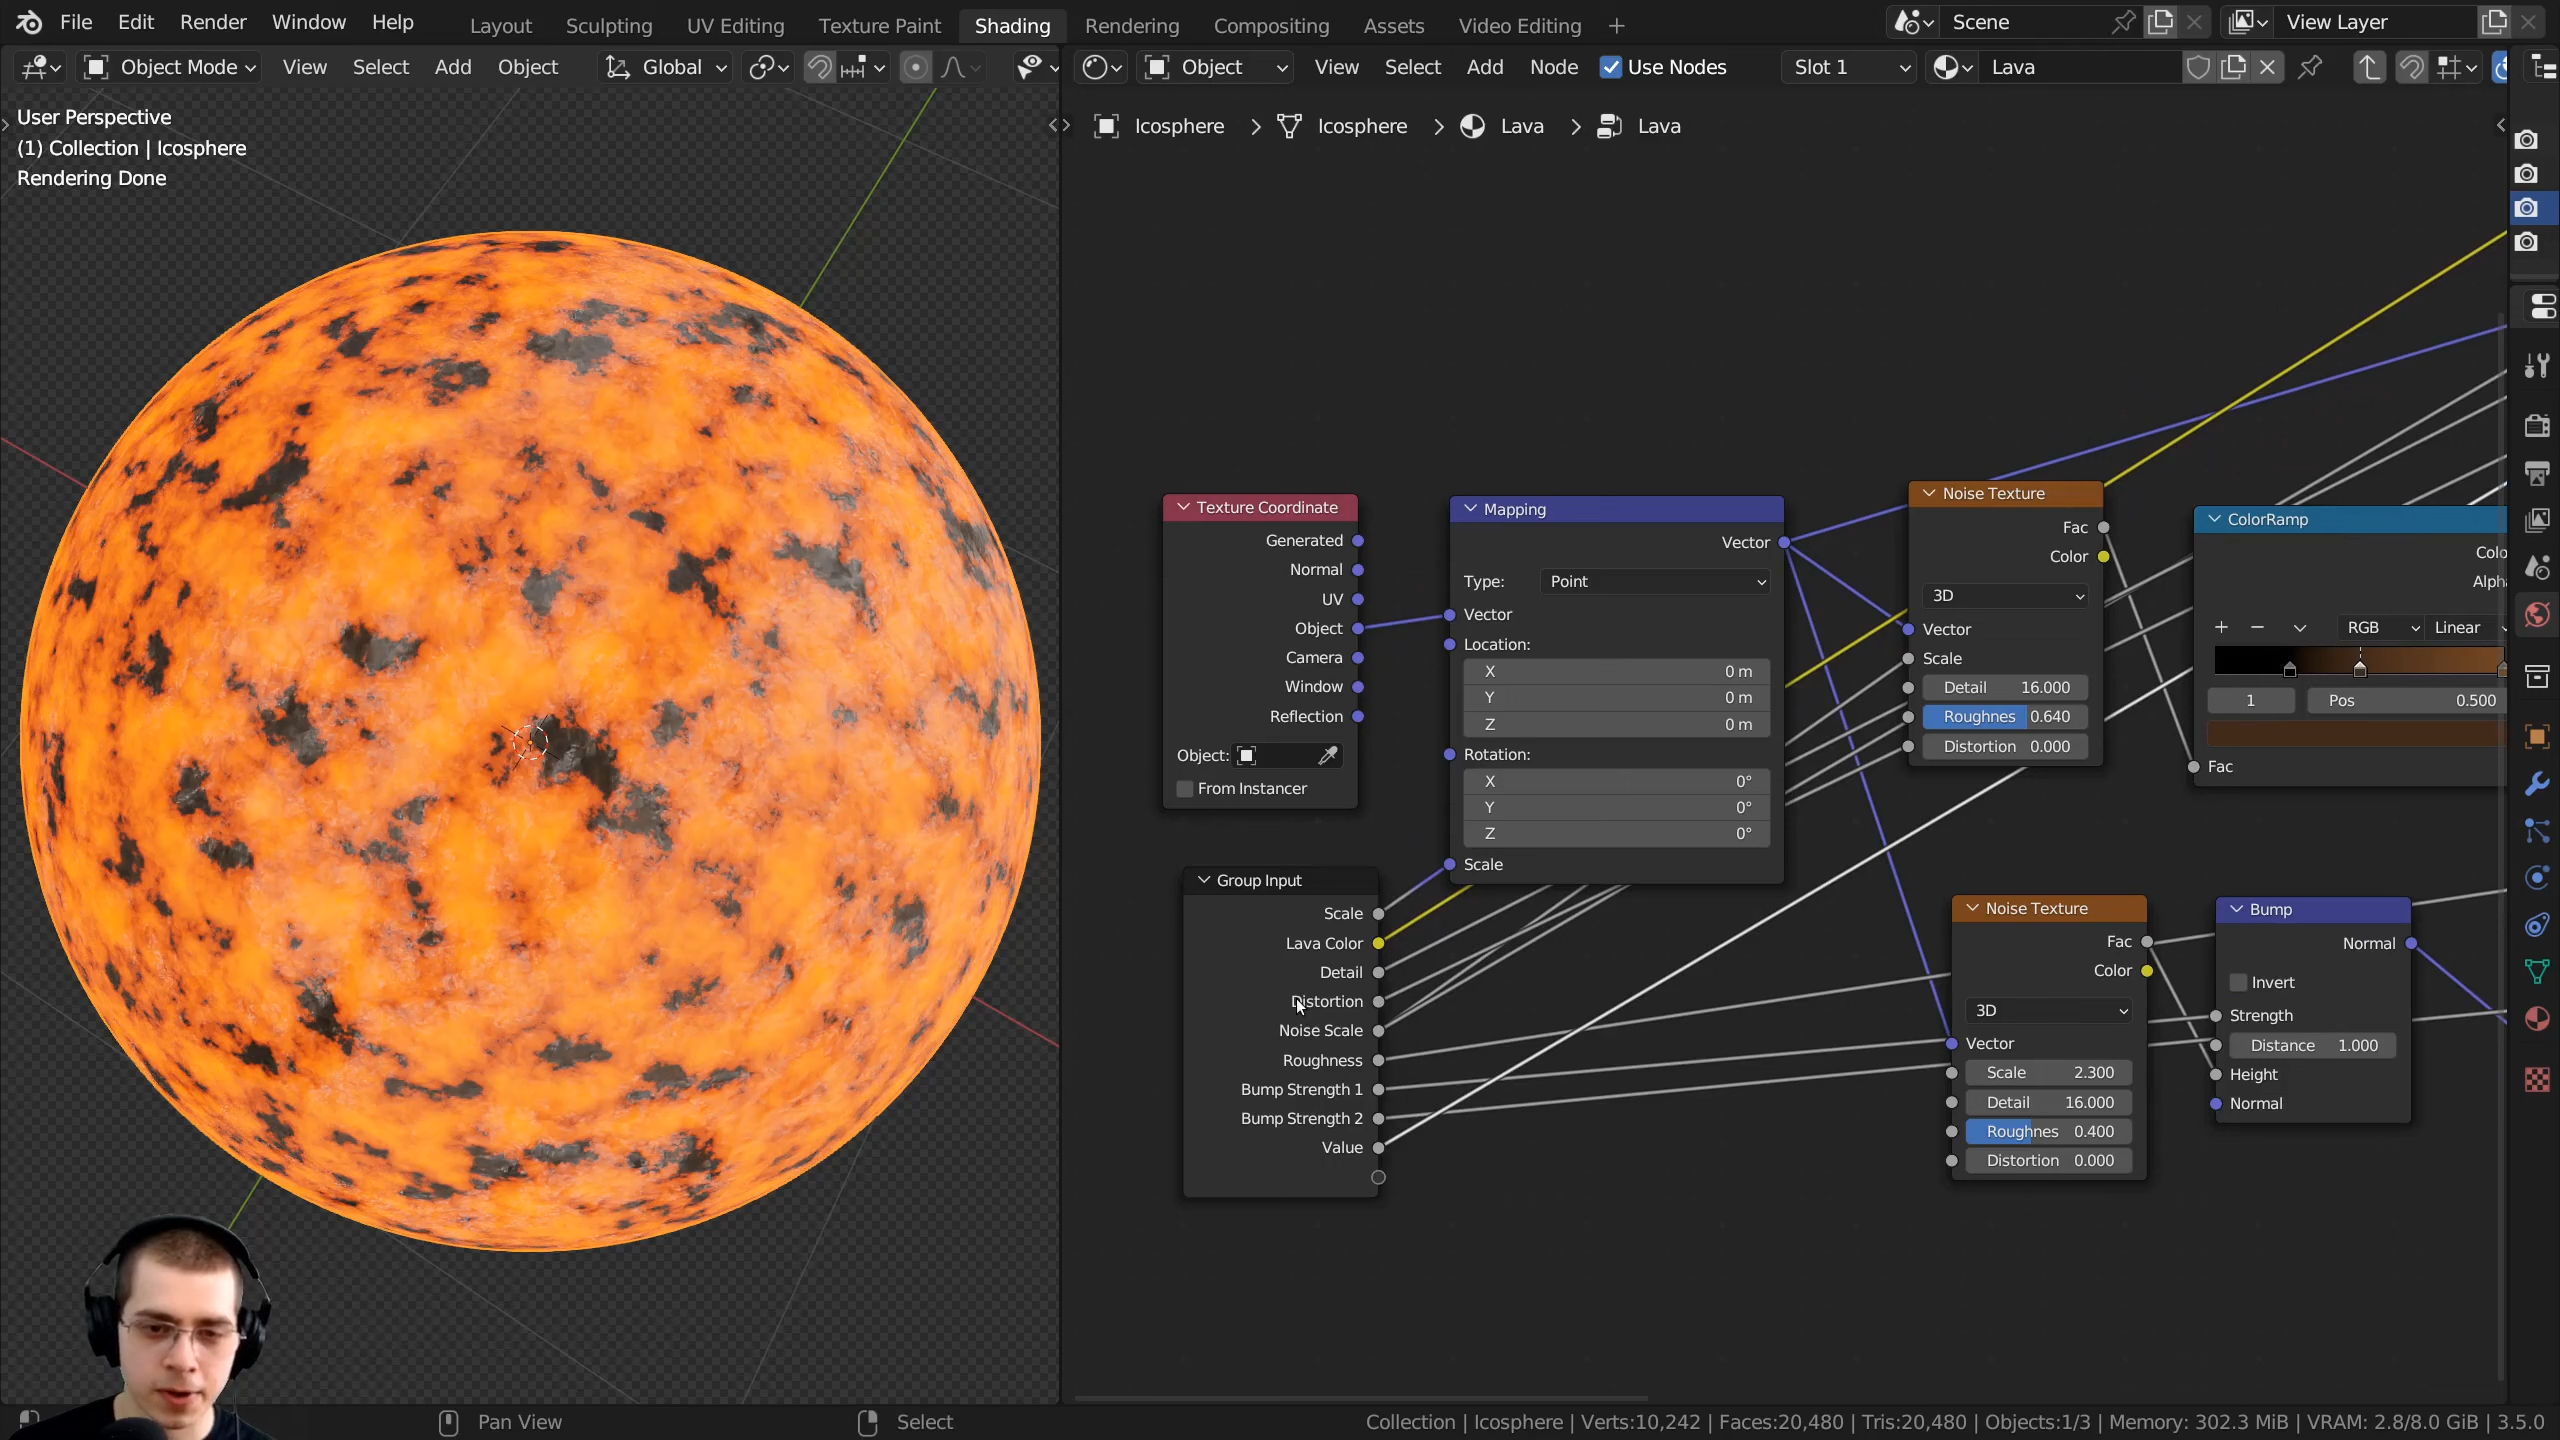 File Edit Render Window Help Layout Sculpting UV Editing Texture Paint Shading Rendering Compositing Assets Video Editing + Scene View Layer
Object Mode View Select Add Object Global Object View Select Add Node Use Nodes Slot 1 Lava
User Perspective
(1) Collection | Icosphere
Rendering Done
Icosphere > Icosphere > Lava > Lava
Texture Coordinate
Generated
Normal
UV
Object
Camera
Window
Reflection
Object:
From Instancer
Mapping
Vector
Type: Point
Vector
Location:
X 0 m
Y 0 m
Z 0 m
Rotation:
X 0°
Y 0°
Z 0°
Scale
Noise Texture
Fac
Color
3D
Vector
Scale
Detail 16.000
Roughnes 0.640
Distortion 0.000
ColorRamp
Colo
Alph
+ − RGB Linear
1 Pos 0.500
Fac
Group Input
Scale
Lava Color
Detail
Distortion
Noise Scale
Roughness
Bump Strength 1
Bump Strength 2
Value
Noise Texture
Fac
Color
3D
Vector
Scale 2.300
Detail 16.000
Roughnes 0.400
Distortion 0.000
Bump
Normal
Invert
Strength
Distance 1.000
Height
Normal
Pan View Select Collection | Icosphere | Verts:10,242 | Faces:20,480 | Tris:20,480 | Objects:1/3 | Memory: 302.3 MiB | VRAM: 2.8/8.0 GiB | 3.5.0